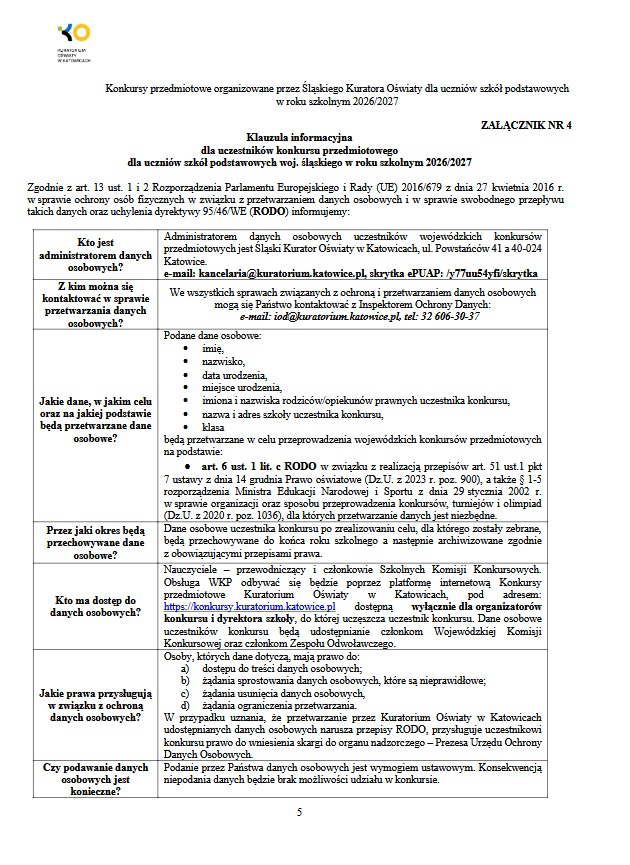 KURATORIUM
OŚWIATY
W KATOWICACH
Konkursy przedmiotowe organizowane przez Śląskiego Kuratora Oświaty dla uczniów szkół podstawowych
w roku szkolnym 2026/2027
ZAŁĄCZNIK NR 4
Klauzula informacyjna
dla uczestników konkursu przedmiotowego
dla uczniów szkół podstawowych woj. śląskiego w roku szkolnym 2026/2027
Zgodnie z art. 13 ust. 1 i 2 Rozporządzenia Parlamentu Europejskiego i Rady (UE) 2016/679 z dnia 27 kwietnia 2016 r.
w sprawie ochrony osób fizycznych w związku z przetwarzaniem danych osobowych i w sprawie swobodnego przepływu
takich danych oraz uchylenia dyrektywy 95/46/WE (RODO) informujemy:
Kto jest
administratorem danych
osobowych?
Administratorem danych osobowych uczestników wojewódzkich konkursów
przedmiotowych jest Śląski Kurator Oświaty w Katowicach, ul. Powstańców 41 a 40-024
Katowice.
e-mail: kancelaria@kuratorium.katowice.pl, skrytka ePUAP: /y77uu54yfi/skrytka
Z kim można się
kontaktować w sprawie
przetwarzania danych
osobowych?
We wszystkich sprawach związanych z ochroną i przetwarzaniem danych osobowych
mogą się Państwo kontaktować z Inspektorem Ochrony Danych:
e-mail: iod@kuratorium.katowice.pl, tel: 32 606-30-37
Jakie dane, w jakim celu
oraz na jakiej podstawie
będą przetwarzane dane
osobowe?
Podane dane osobowe:
• imię,
• nazwisko,
• data urodzenia,
• miejsce urodzenia,
• imiona i nazwiska rodziców/opiekunów prawnych uczestnika konkursu,
• nazwa i adres szkoły uczestnika konkursu,
• klasa
będą przetwarzane w celu przeprowadzenia wojewódzkich konkursów przedmiotowych
na podstawie:
• art. 6 ust. 1 lit. c RODO w związku z realizacją przepisów art. 51 ust.1 pkt
7 ustawy z dnia 14 grudnia Prawo oświatowe (Dz.U. z 2023 r. poz. 900), a także § 1-5
rozporządzenia Ministra Edukacji Narodowej i Sportu z dnia 29 stycznia 2002 r.
w sprawie organizacji oraz sposobu przeprowadzenia konkursów, turniejów i olimpiad
(Dz.U. z 2020 r. poz. 1036), dla których przetwarzanie danych jest niezbędne.
Przez jaki okres będą
przechowywane dane
osobowe?
Dane osobowe uczestnika konkursu po zrealizowaniu celu, dla którego zostały zebrane,
będą przechowywane do końca roku szkolnego a następnie archiwizowane zgodnie
z obowiązującymi przepisami prawa.
Kto ma dostęp do
danych osobowych?
Nauczyciele – przewodniczący i członkowie Szkolnych Komisji Konkursowych.
Obsługa WKP odbywać się będzie poprzez platformę internetową Konkursy
przedmiotowe Kuratorium Oświaty w Katowicach, pod adresem:
https://konkursy.kuratorium.katowice.pl dostępną wyłącznie dla organizatorów
konkursu i dyrektora szkoły, do której uczęszcza uczestnik konkursu. Dane osobowe
uczestników konkursu będą udostępnianie członkom Wojewódzkiej Komisji
Konkursowej oraz członkom Zespołu Odwoławczego.
Jakie prawa przysługują
w związku z ochroną
danych osobowych?
Osoby, których dane dotyczą, mają prawo do:
a) dostępu do treści danych osobowych;
b) żądania sprostowania danych osobowych, które są nieprawidłowe;
c) żądania usunięcia danych osobowych,
d) żądania ograniczenia przetwarzania.
W przypadku uznania, że przetwarzanie przez Kuratorium Oświaty w Katowicach
udostępnianych danych osobowych narusza przepisy RODO, przysługuje uczestnikowi
konkursu prawo do wniesienia skargi do organu nadzorczego – Prezesa Urzędu Ochrony
Danych Osobowych.
Czy podawanie danych
osobowych jest
konieczne?
Podanie przez Państwa danych osobowych jest wymogiem ustawowym. Konsekwencją
niepodania danych będzie brak możliwości udziału w konkursie.
5